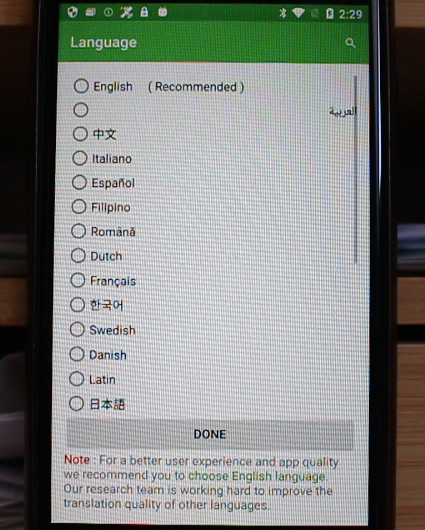 2:29
Language
English ( Recommended )
العربية
中文
Italiano
Español
Filipino
Română
Dutch
Français
한국어
Swedish
Danish
Latin
日本語
DONE
Note : For a better user experience and app quality
we recommend you to choose English language.
Our research team is working hard to improve the
translation quality of other languages.